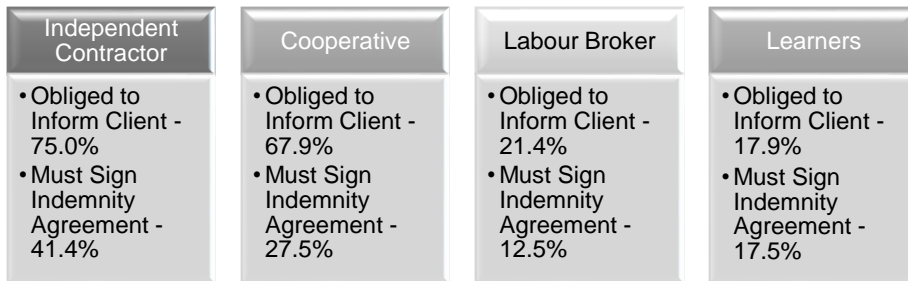 Independent
Contractor
• Obliged to
Inform Client -
75.0%
• Must Sign
Indemnity
Agreement -
41.4%
Cooperative
• Obliged to
Inform Client -
67.9%
• Must Sign
Indemnity
Agreement -
27.5%
Labour Broker
• Obliged to
Inform Client -
21.4%
• Must Sign
Indemnity
Agreement -
12.5%
Learners
• Obliged to
Inform Client -
17.9%
• Must Sign
Indemnity
Agreement -
17.5%